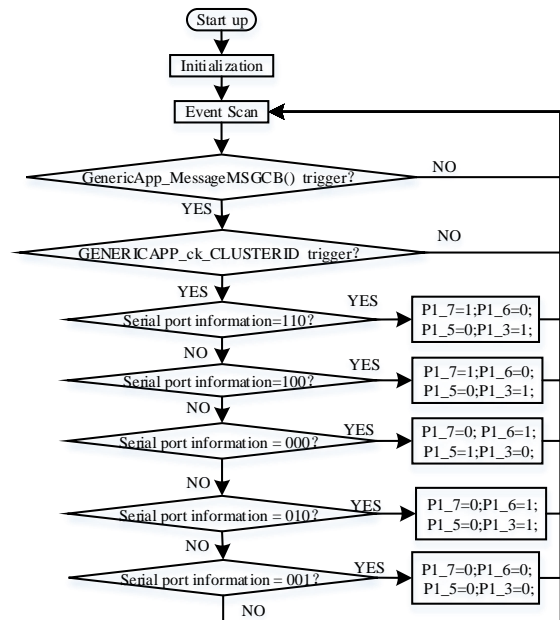 Start up
Initialization
Event Scan
GenericApp_MessageMSGCB() trigger?
NO
YES
GENERICAPP_ck_CLUSTERID trigger?
NO
YES
Serial port information=110?
YES
P1_7=1;P1_6=0;
P1_5=0;P1_3=1;
NO
Serial port information=100?
YES
P1_7=1;P1_6=0;
P1_5=0;P1_3=1;
NO
Serial port information = 000?
YES
P1_7=0; P1_6=1;
P1_5=1;P1_3=0;
NO
Serial port information = 010?
YES
P1_7=0;P1_6=1;
P1_5=0;P1_3=1;
NO
Serial port information = 001?
YES
P1_7=0;P1_6=0;
P1_5=0;P1_3=0;
NO